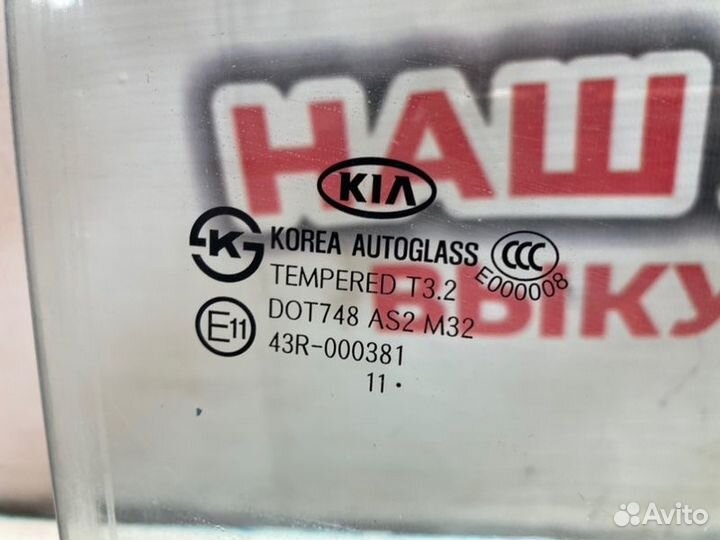 НАШ
ВЫКУ
KIA
KOREA AUTOGLASS
CCC
E000008
TEMPERED T3.2
DOT748 AS2 M32
E11
43R-000381
11 •
Avito